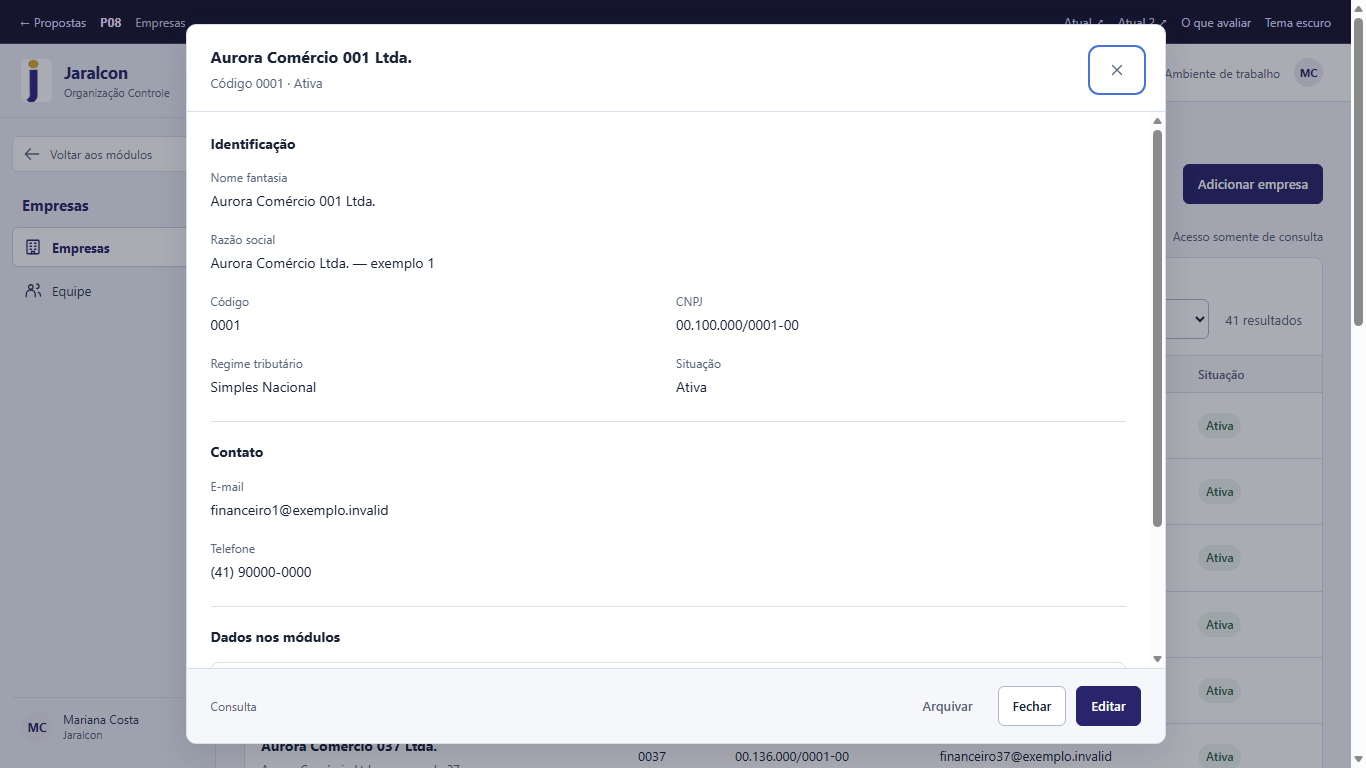 ← Propostas P08 Empresas
Atual ↗ Atual 2 ↗ O que avaliar Tema escuro
Jaralcon
Organização Controle
Ambiente de trabalho MC
Voltar aos módulos
Empresas
Empresas
Equipe
MC Mariana Costa
Jaralcon
Aurora Comércio 001 Ltda.
Código 0001 · Ativa
Identificação
Nome fantasia
Aurora Comércio 001 Ltda.
Razão social
Aurora Comércio Ltda. — exemplo 1
Código CNPJ
0001 00.100.000/0001-00
Regime tributário Situação
Simples Nacional Ativa
Contato
E-mail
financeiro1@exemplo.invalid
Telefone
(41) 90000-0000
Dados nos módulos
Consulta Arquivar Fechar Editar
Adicionar empresa
Acesso somente de consulta
41 resultados
Situação
Ativa
Ativa
Ativa
Ativa
Ativa
Aurora Comércio 037 Ltda.
0037 00.136.000/0001-00 financeiro37@exemplo.invalid Ativa